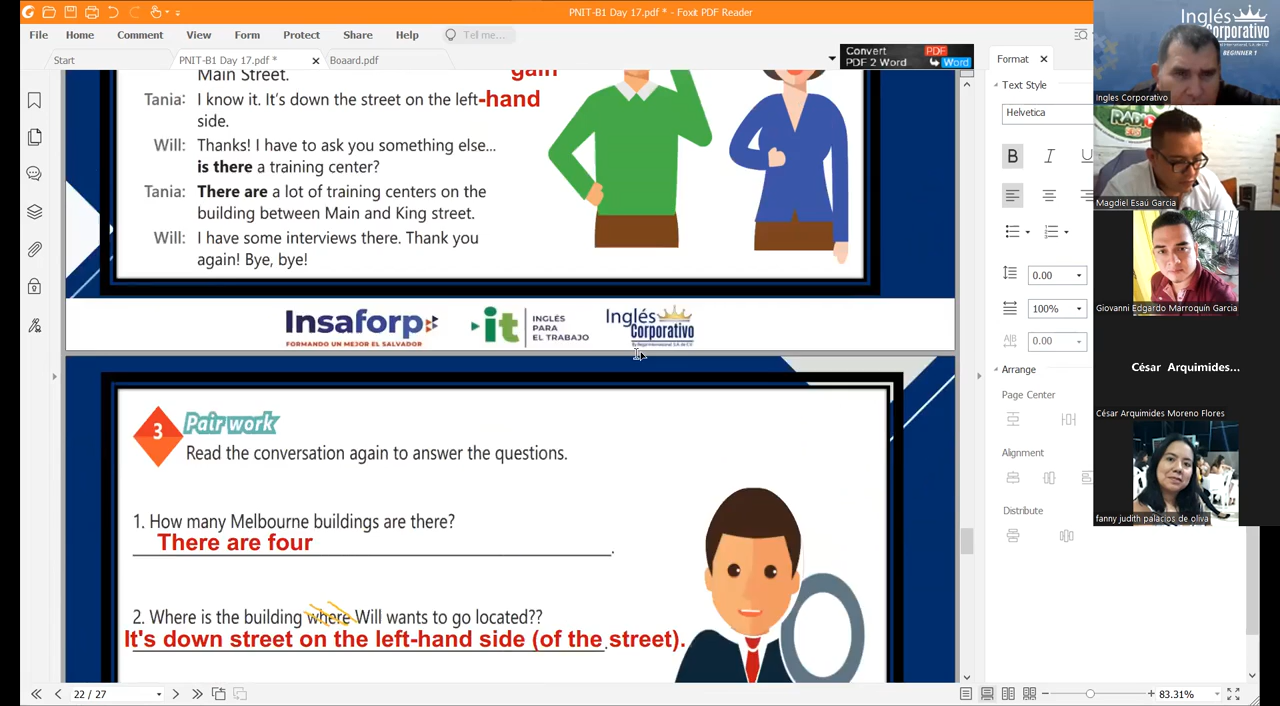 PNIT-B1 Day 17.pdf * - Foxit PDF Reader
File Home Comment View Form Protect Share Help Tell me...
Start PNIT-B1 Day 17.pdf * Boaard.pdf
Convert PDF
PDF 2 Word Word
Main Street.
gain
Tania: I know it. It's down the street on the left-hand
side.
Will: Thanks! I have to ask you something else...
is there a training center?
Tania: There are a lot of training centers on the
building between Main and King street.
Will: I have some interviews there. Thank you
again! Bye, bye!
Insaforp
FORMANDO UN MEJOR EL SALVADOR
it
INGLÉS
PARA
EL TRABAJO
Inglés
Corporativo
3 Pair work
Read the conversation again to answer the questions.
1. How many Melbourne buildings are there?
There are four
2. Where is the building where Will wants to go located??
It's down street on the left-hand side (of the street).
22 / 27
83.31%
Format
Text Style
Helvetica
B I U
0.00
100%
0.00
Arrange
Page Center
Alignment
Distribute
Inglés
Corporativo
BEGINNER 1
Ingles Corporativo
RADIO
Magdiel Esaú Garcia
Giovanni Edgardo Marroquín Garcia
César Arquimides...
César Arquimides Moreno Flores
fanny judith palacios de oliva